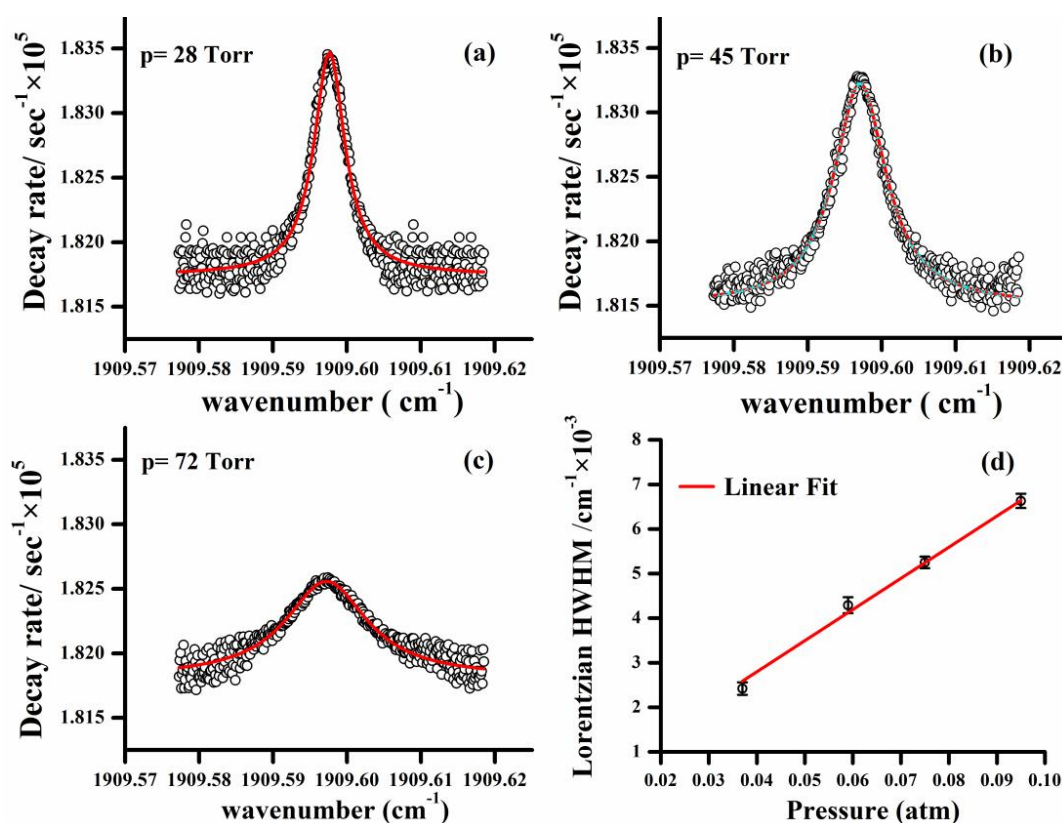 p= 28 Torr
(a)
Decay rate/ sec⁻¹×10⁵
1.835
1.830
1.825
1.820
1.815
1909.57 1909.58 1909.59 1909.60 1909.61 1909.62
wavenumber ( cm⁻¹)
p= 45 Torr
(b)
Decay rate/ sec⁻¹×10⁵
1.835
1.830
1.825
1.820
1.815
1909.57 1909.58 1909.59 1909.60 1909.61 1909.62
wavenumber ( cm⁻¹)
p= 72 Torr
(c)
Decay rate/ sec⁻¹×10⁵
1.835
1.830
1.825
1.820
1.815
1909.57 1909.58 1909.59 1909.60 1909.61 1909.62
wavenumber (cm⁻¹)
(d)
Linear Fit
Lorentzian HWHM /cm⁻¹×10⁻³
8
7
6
5
4
3
2
1
0.02 0.03 0.04 0.05 0.06 0.07 0.08 0.09 0.10
Pressure (atm)